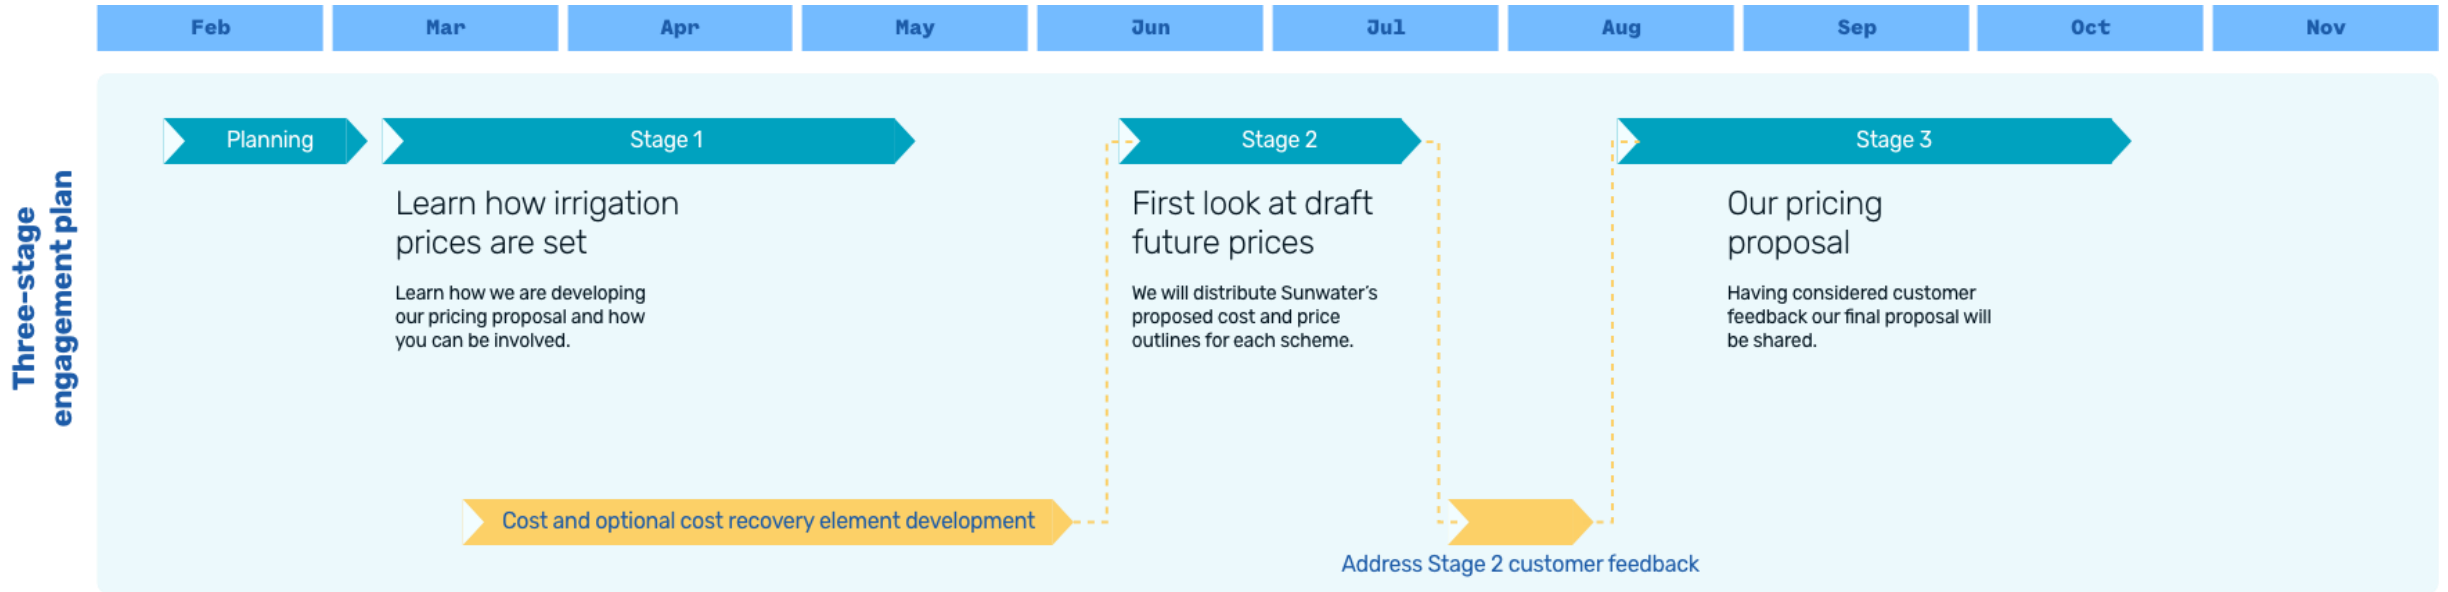 Feb
Mar
Apr
May
Jun
Jul
Aug
Sep
Oct
Nov
Three-stage
engagement plan
Planning
Stage 1
Learn how irrigation
prices are set
Learn how we are developing
our pricing proposal and how
you can be involved.
Stage 2
First look at draft
future prices
We will distribute Sunwater's
proposed cost and price
outlines for each scheme.
Stage 3
Our pricing
proposal
Having considered customer
feedback our final proposal will
be shared.
Cost and optional cost recovery element development
Address Stage 2 customer feedback